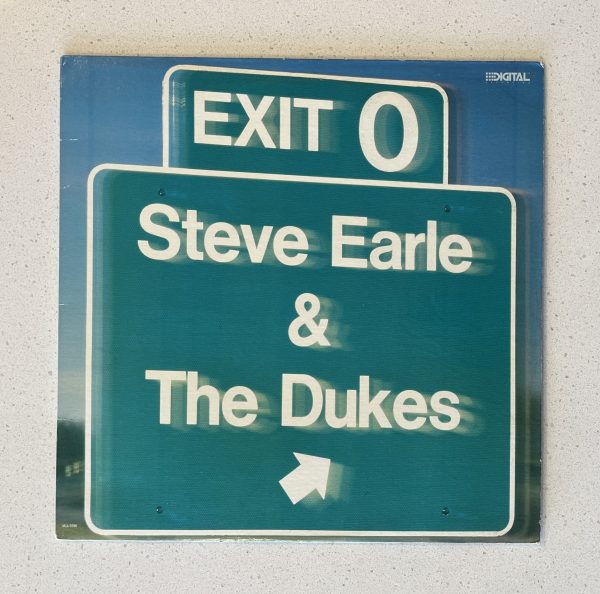 DIGITAL
EXIT 0
Steve Earle
&
The Dukes